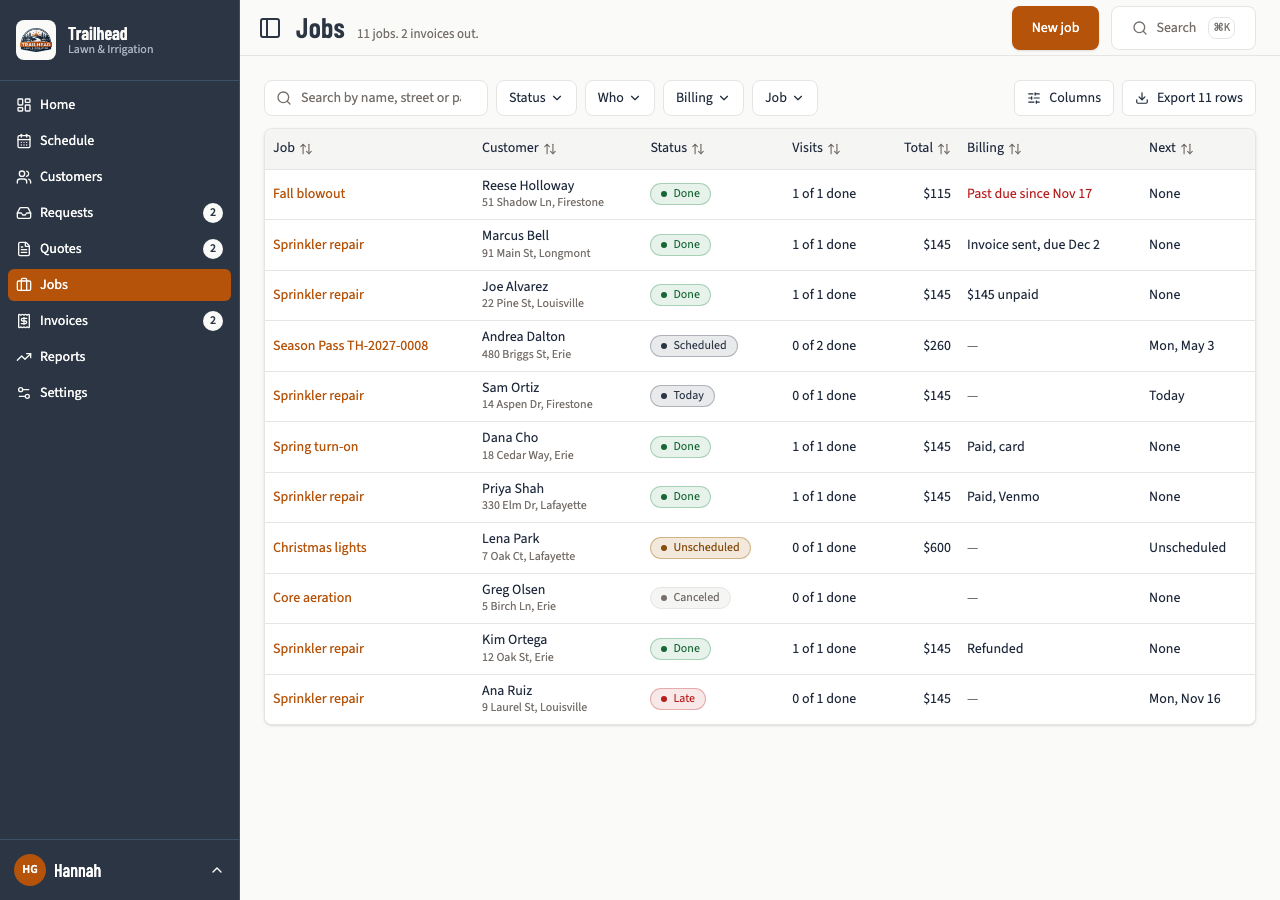 TRAILHEAD
Trailhead
Lawn & Irrigation
Home
Schedule
Customers
Requests 2
Quotes 2
Jobs
Invoices 2
Reports
Settings
HG Hannah
Jobs 11 jobs. 2 invoices out.
New job
Search ⌘K
Search by name, street or pa
Status
Who
Billing
Job
Columns
Export 11 rows
Job Customer Status Visits Total Billing Next
Fall blowout Reese Holloway Done 1 of 1 done $115 Past due since Nov 17 None
51 Shadow Ln, Firestone
Sprinkler repair Marcus Bell Done 1 of 1 done $145 Invoice sent, due Dec 2 None
91 Main St, Longmont
Sprinkler repair Joe Alvarez Done 1 of 1 done $145 $145 unpaid None
22 Pine St, Louisville
Season Pass TH-2027-0008 Andrea Dalton Scheduled 0 of 2 done $260 — Mon, May 3
480 Briggs St, Erie
Sprinkler repair Sam Ortiz Today 0 of 1 done $145 — Today
14 Aspen Dr, Firestone
Spring turn-on Dana Cho Done 1 of 1 done $145 Paid, card None
18 Cedar Way, Erie
Sprinkler repair Priya Shah Done 1 of 1 done $145 Paid, Venmo None
330 Elm Dr, Lafayette
Christmas lights Lena Park Unscheduled 0 of 1 done $600 — Unscheduled
7 Oak Ct, Lafayette
Core aeration Greg Olsen Canceled 0 of 1 done — None
5 Birch Ln, Erie
Sprinkler repair Kim Ortega Done 1 of 1 done $145 Refunded None
12 Oak St, Erie
Sprinkler repair Ana Ruiz Late 0 of 1 done $145 — Mon, Nov 16
9 Laurel St, Louisville